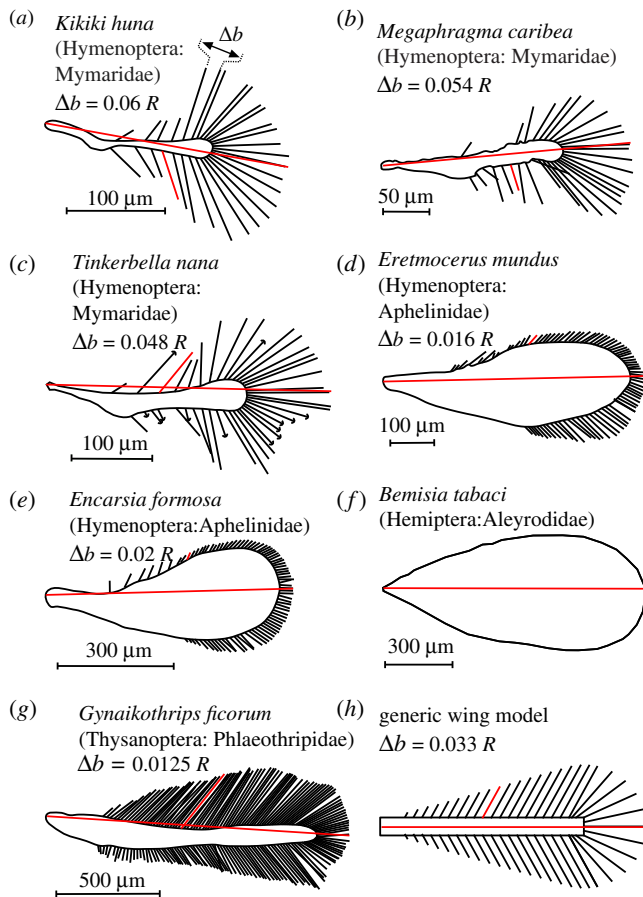 (a)
Kikiki huna
(Hymenoptera:
Mymaridae)
Δb = 0.06 R
Δb
100 μm
(b)
Megaphragma caribea
(Hymenoptera: Mymaridae)
Δb = 0.054 R
50 μm
(c)
Tinkerbella nana
(Hymenoptera:
Mymaridae)
Δb = 0.048 R
100 μm
(d)
Eretmocerus mundus
(Hymenoptera:
Aphelinidae)
Δb = 0.016 R
100 μm
(e)
Encarsia formosa
(Hymenoptera:Aphelinidae)
Δb = 0.02 R
300 μm
(f)
Bemisia tabaci
(Hemiptera:Aleyrodidae)
300 μm
(g)
Gynaikothrips ficorum
(Thysanoptera: Phlaeothripidae)
Δb = 0.0125 R
500 μm
(h)
generic wing model
Δb = 0.033 R